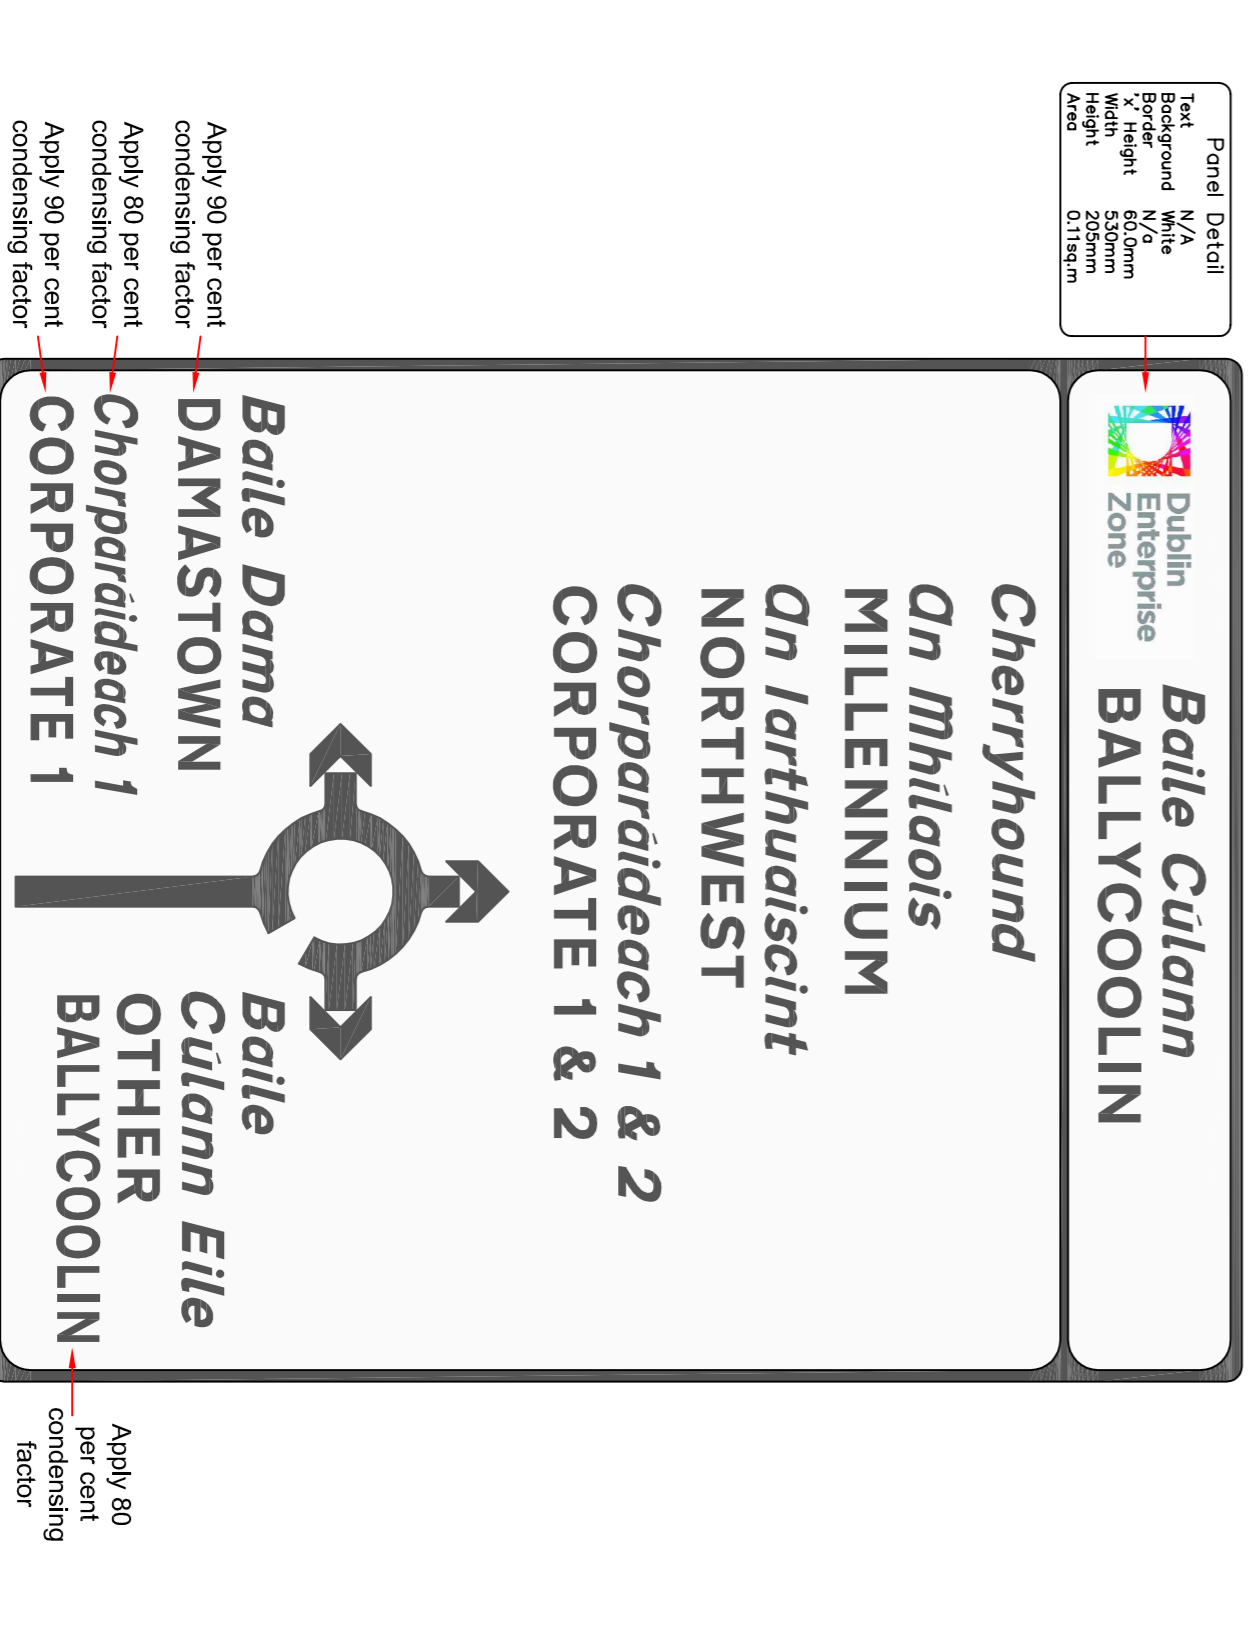 Panel Detail
Text N/A
Background White
Border N/a
'x' Height 60.0mm
Width 530mm
Height 205mm
Area 0.11sq.m
Dublin
Enterprise
Zone
Baile Cúlann
BALLYCOOLIN
Cherryhound
An Mhílaois
MILLENNIUM
An Iarthuaiscint
NORTHWEST
Chorparáideach 1 & 2
CORPORATE 1 & 2
Baile Dama
DAMASTOWN
Chorparáideach 1
CORPORATE 1
Baile
Cúlann Eile
OTHER
BALLYCOOLIN
Apply 90 per cent
condensing factor
Apply 80 per cent
condensing factor
Apply 90 per cent
condensing factor
Apply 80
per cent
condensing
factor